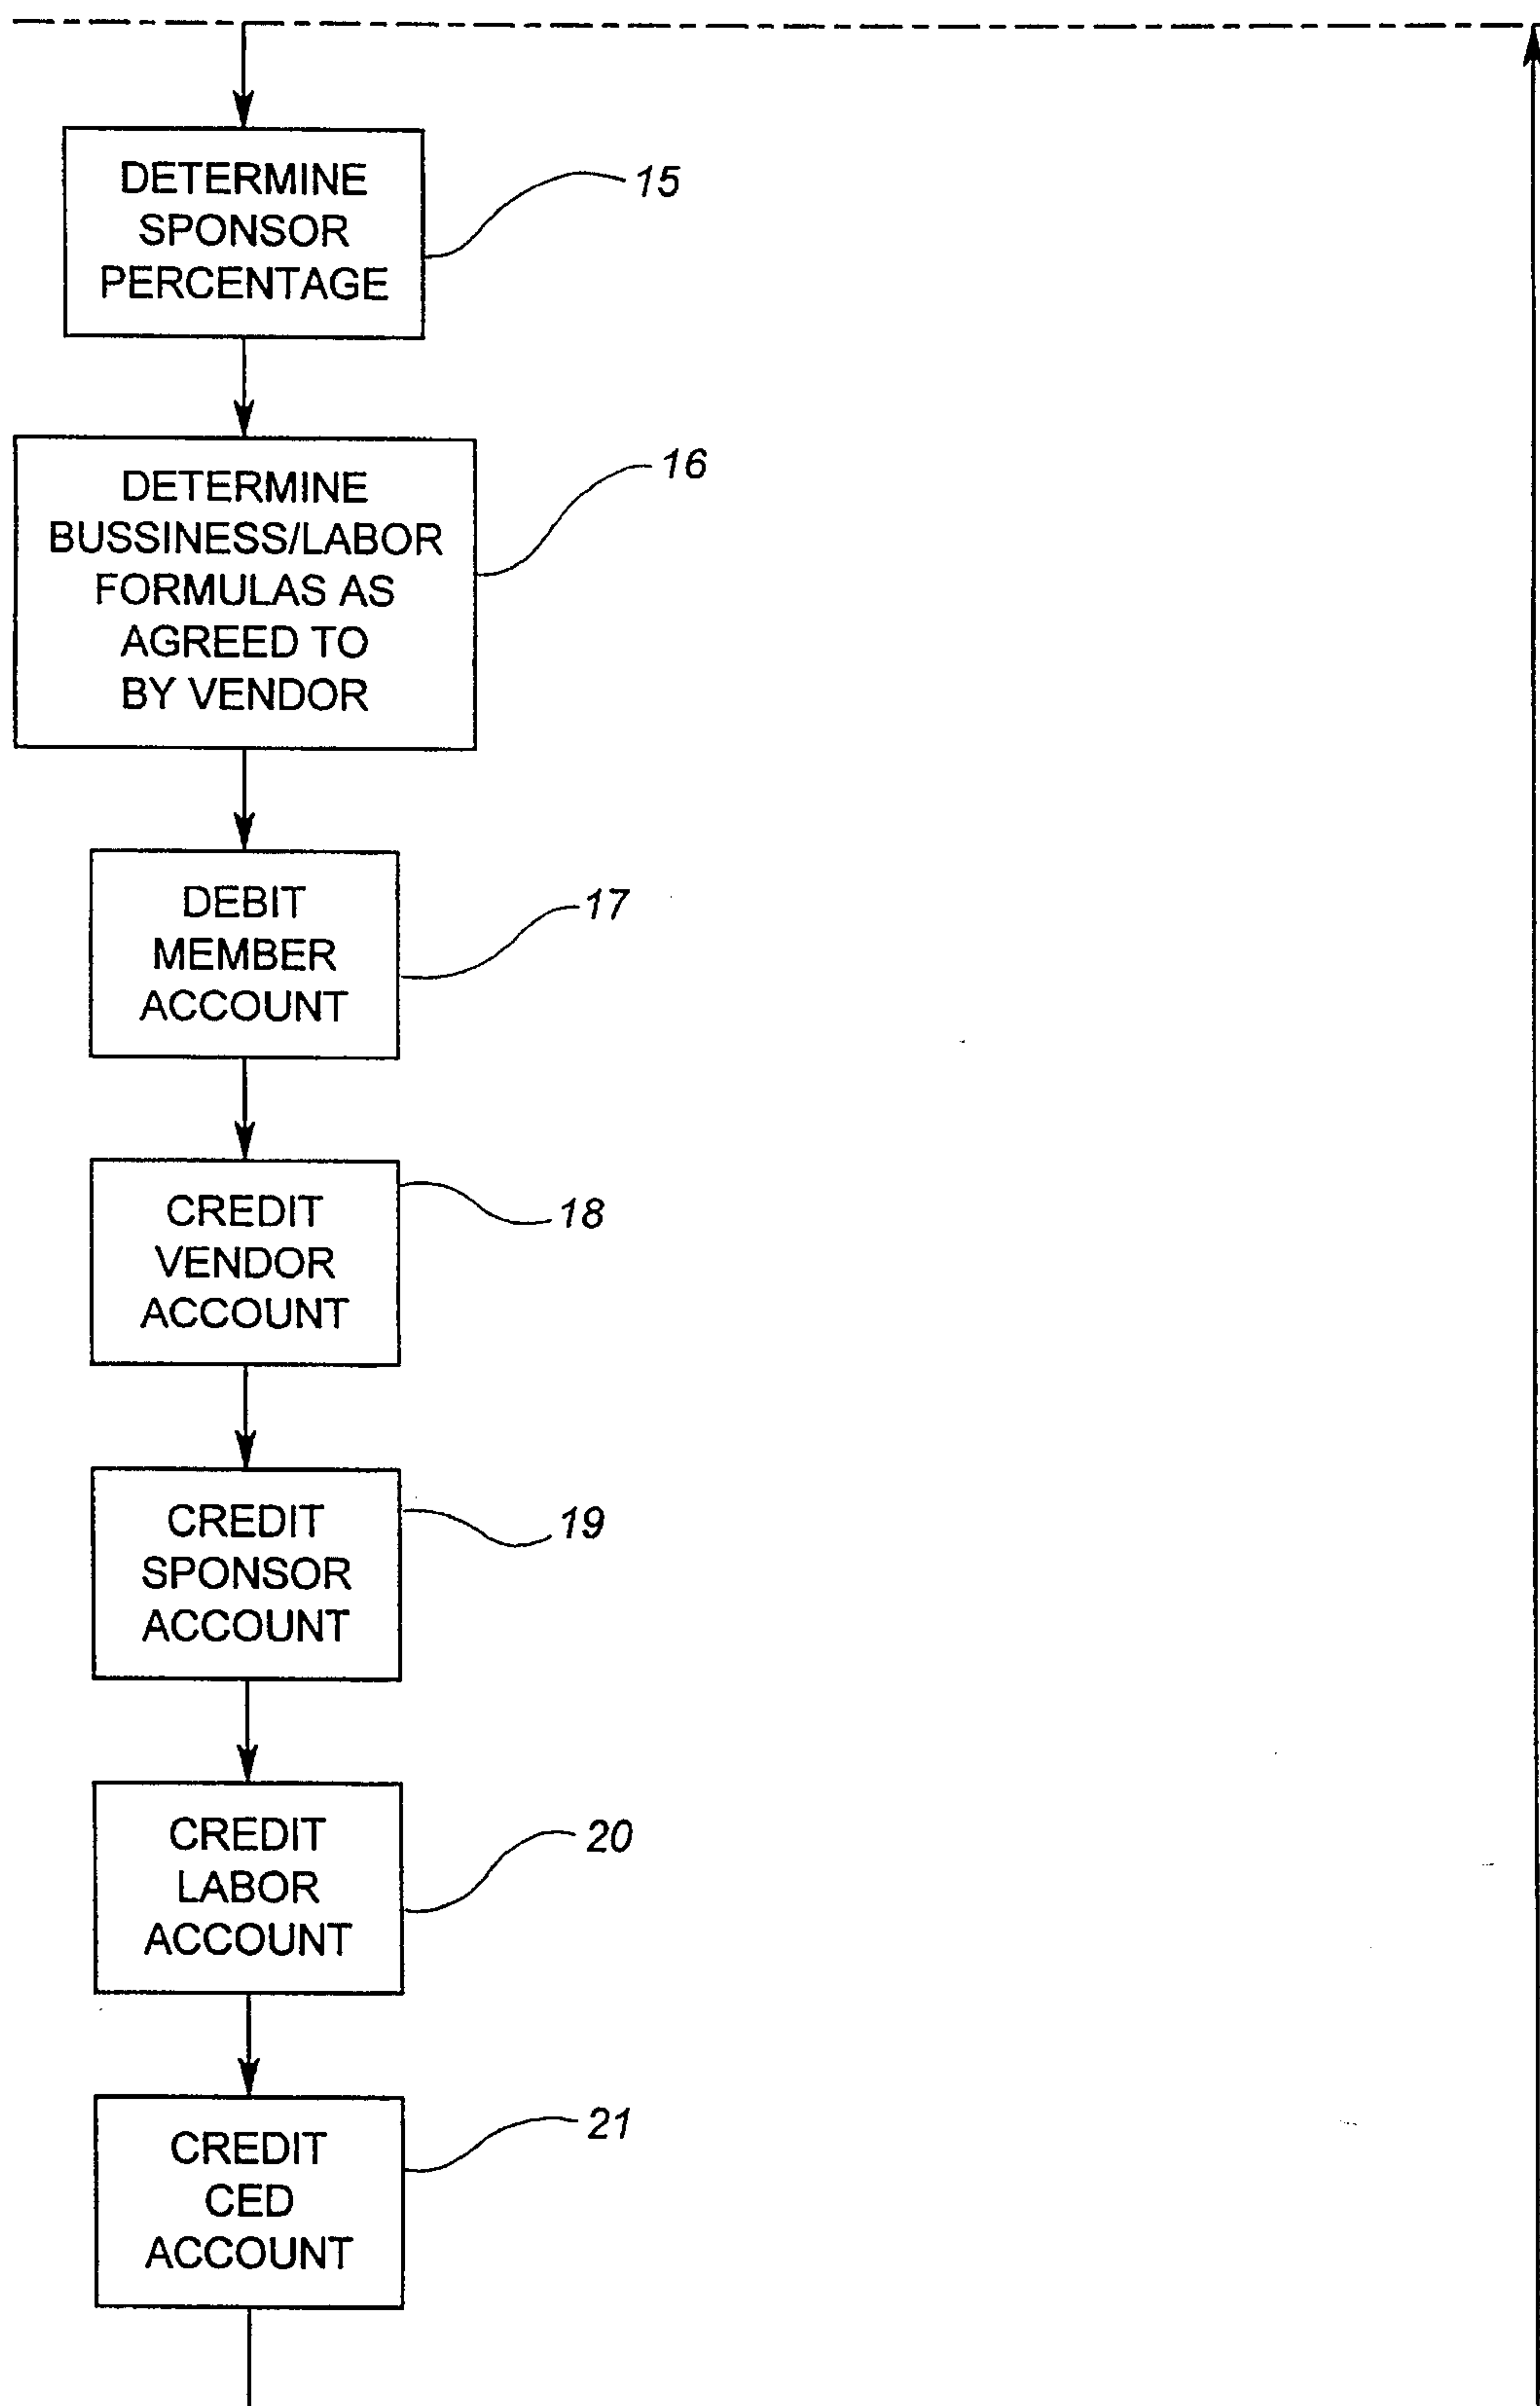 DETERMINE
SPONSOR
PERCENTAGE
15
DETERMINE
BUSSINESS/LABOR
FORMULAS AS
AGREED TO
BY VENDOR
16
DEBIT
MEMBER
ACCOUNT
17
CREDIT
VENDOR
ACCOUNT
18
CREDIT
SPONSOR
ACCOUNT
19
CREDIT
LABOR
ACCOUNT
20
CREDIT
CED
ACCOUNT
21